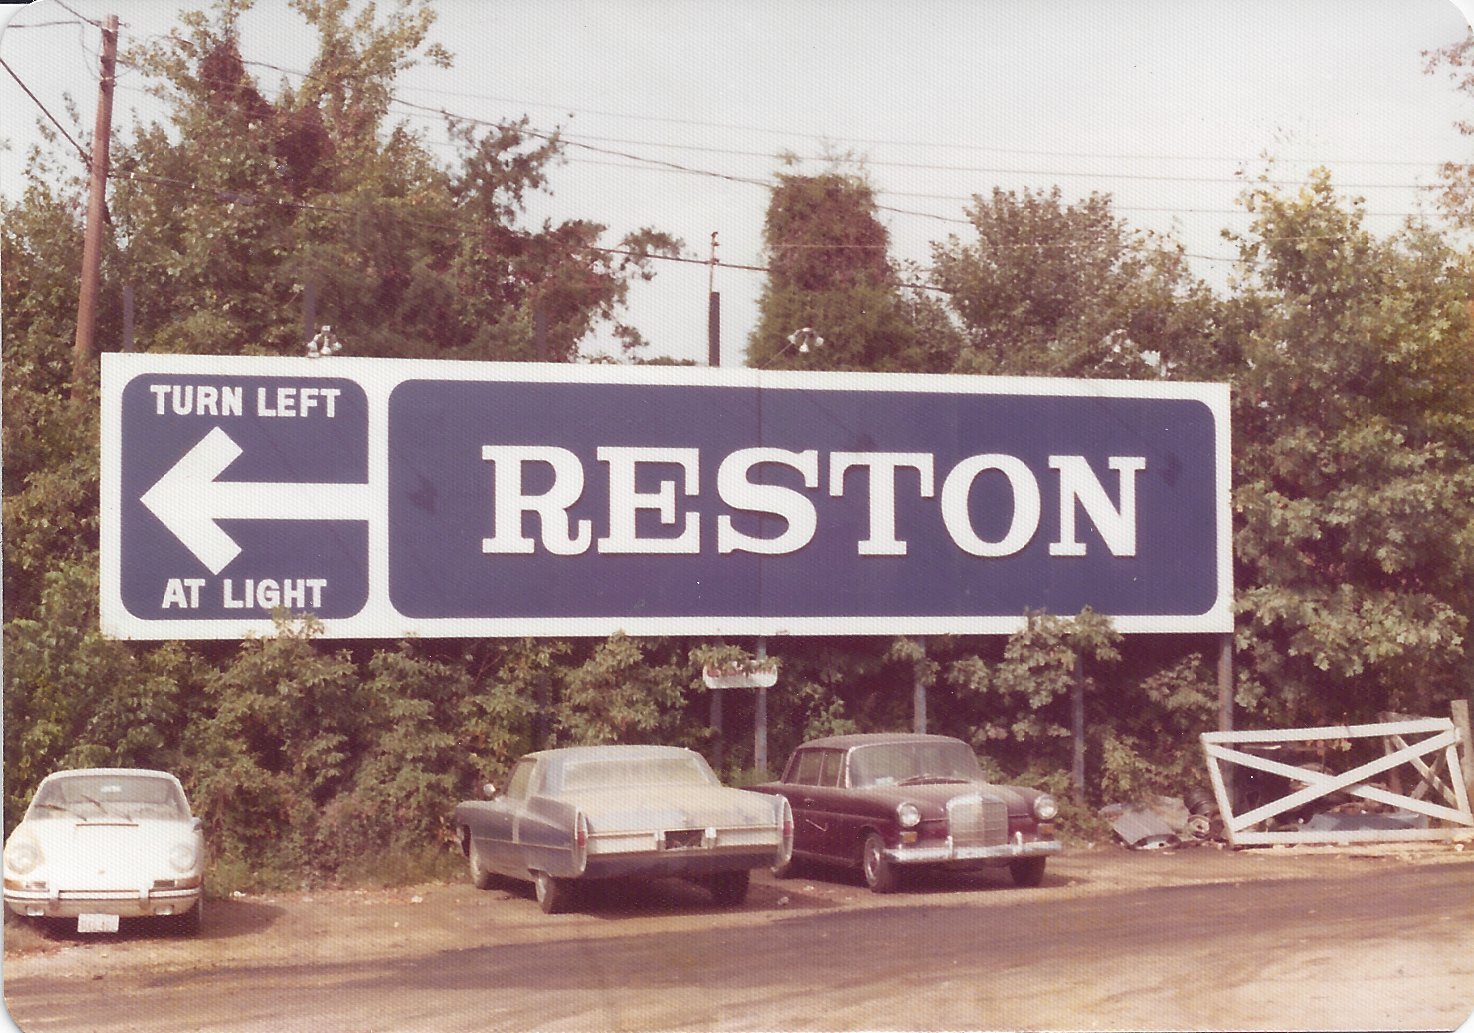 TURN LEFT
AT LIGHT
RESTON